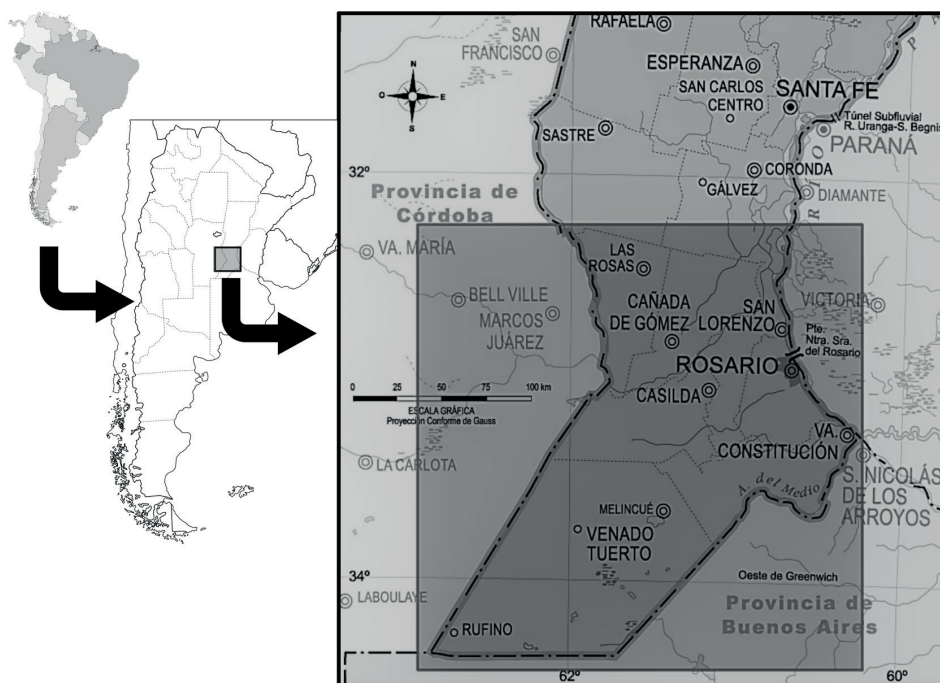 RAFAELA
SAN
FRANCISCO
N
O
E
S
ESPERANZA
SAN CARLOS
CENTRO
SANTA FE
Túnel Subfluvial
R. Uranga-S. Begnis
PARANÁ
SASTRE
32º
CORONDA
GÁLVEZ
DIAMANTE
RÍO
P
Provincia de
Córdoba
VA. MARÍA
LAS
ROSAS
BELL VILLE
MARCOS
JUÁREZ
CAÑADA
DE GÓMEZ
SAN
LORENZO
VICTORIA
Pte.
Ntra. Sra.
del Rosario
ROSARIO
0 25 50 75 100 km
ESCALA GRÁFICA
Proyección Conforme de Gauss
CASILDA
VA.
CONSTITUCIÓN
LA CARLOTA
S. NICOLÁS
DE LOS
ARROYOS
A. del Medio
MELINCUÉ
VENADO
TUERTO
34º
Oeste de Greenwich
LABOULAYE
Provincia de
Buenos Aires
RUFINO
62º
60º